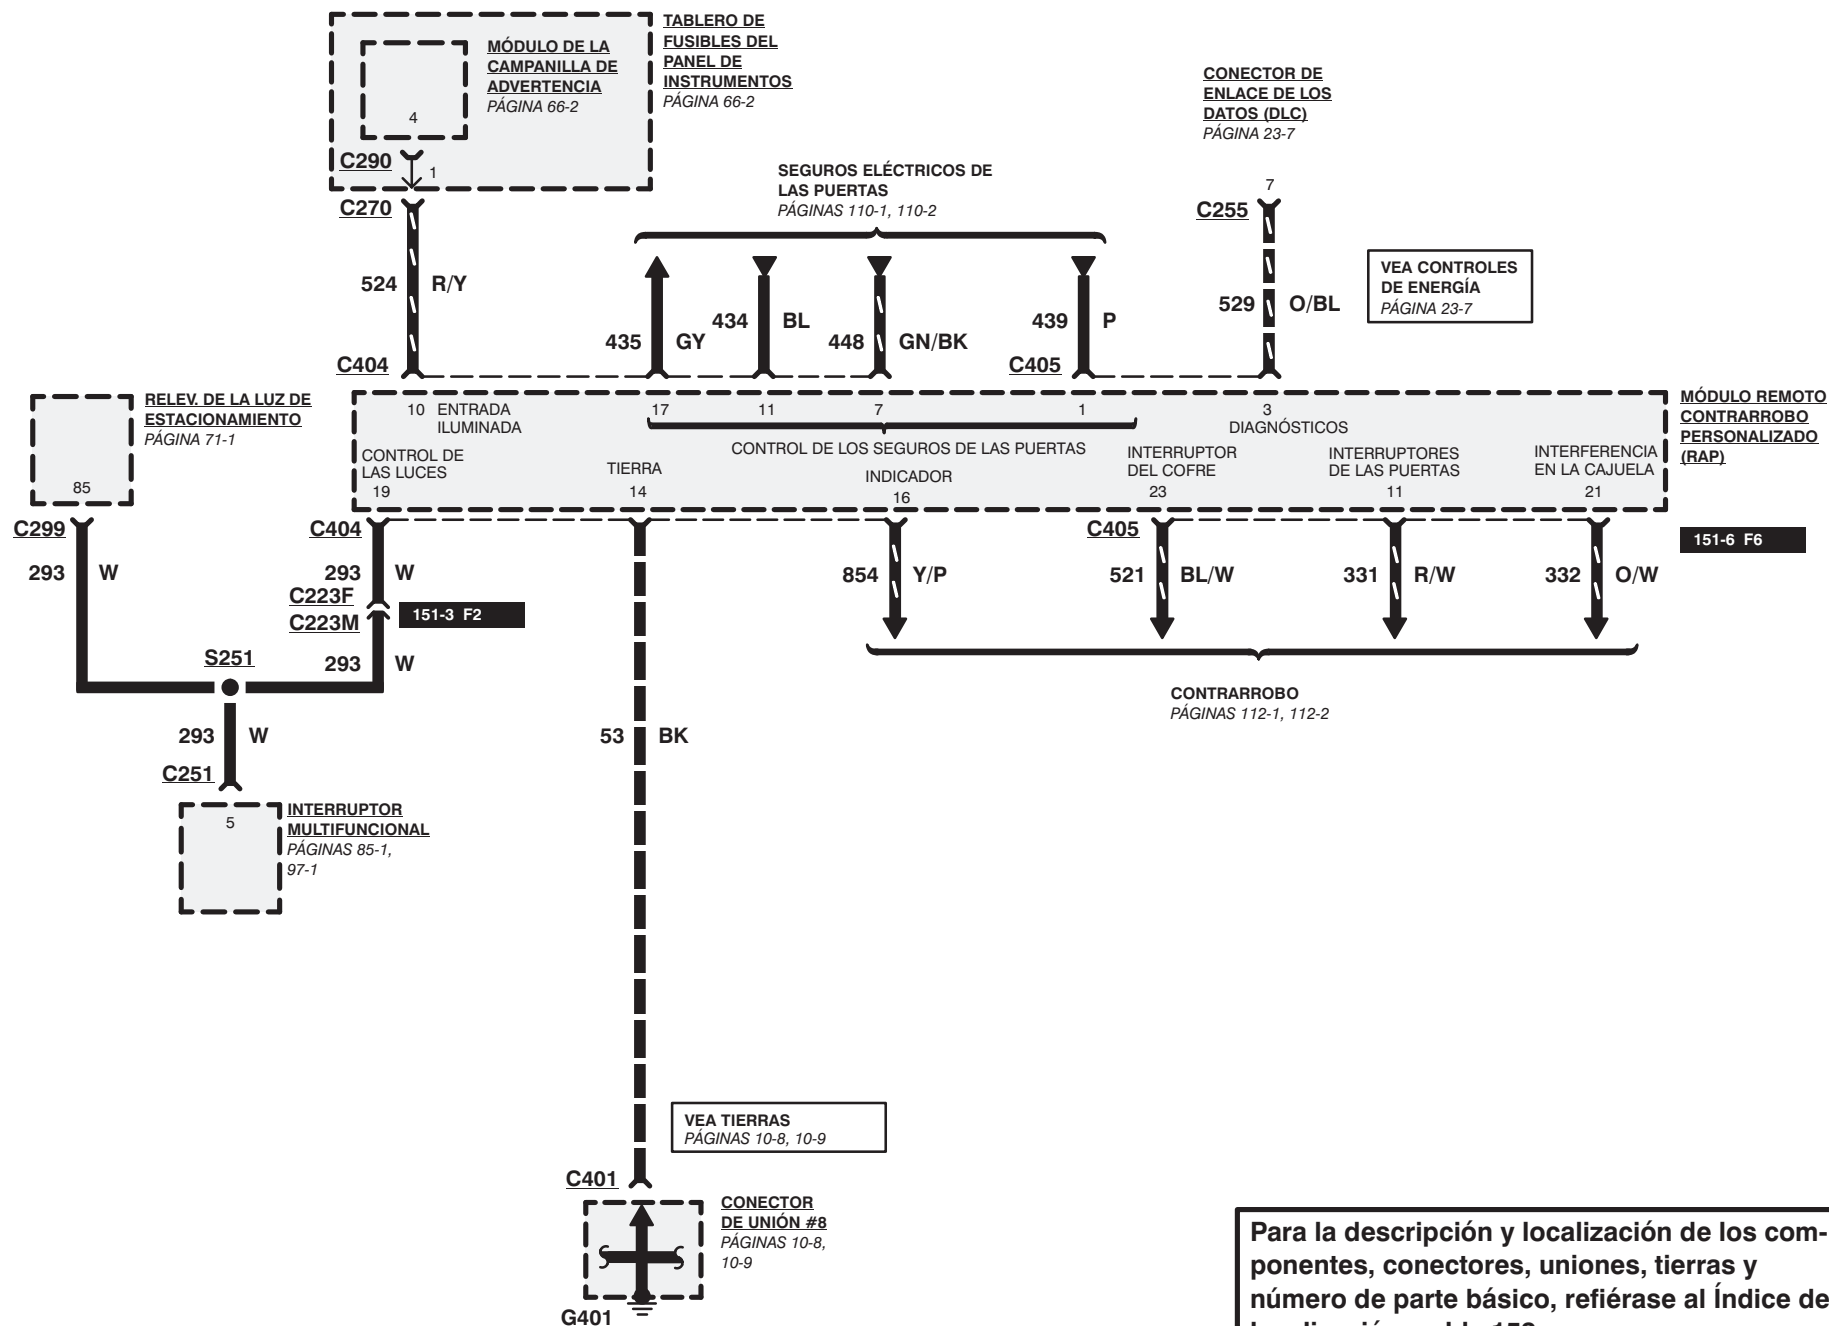 TABLERO DE
FUSIBLES DEL
PANEL DE
INSTRUMENTOS
PÁGINA 66-2
MÓDULO DE LA
CAMPANILLA DE
ADVERTENCIA
PÁGINA 66-2
4
C290
1
C270
524 R/Y
C404
SEGUROS ELÉCTRICOS DE
LAS PUERTAS
PÁGINAS 110-1, 110-2
435 GY
434 BL
448 GN/BK
439 P
C405
CONECTOR DE
ENLACE DE LOS
DATOS (DLC)
PÁGINA 23-7
7
C255
529 O/BL
VEA CONTROLES
DE ENERGÍA
PÁGINA 23-7
RELEV. DE LA LUZ DE
ESTACIONAMIENTO
PÁGINA 71-1
85
C299
293 W
10 ENTRADA
ILUMINADA
17
11
7
1
3
DIAGNÓSTICOS
CONTROL DE LOS SEGUROS DE LAS PUERTAS
CONTROL DE
LAS LUCES
19
TIERRA
14
INDICADOR
16
INTERRUPTOR
DEL COFRE
23
INTERRUPTORES
DE LAS PUERTAS
11
INTERFERENCIA
EN LA CAJUELA
21
MÓDULO REMOTO
CONTRARROBO
PERSONALIZADO
(RAP)
151-6 F6
C404
293 W
C223F
C223M
151-3 F2
293 W
S251
293 W
C251
5
INTERRUPTOR
MULTIFUNCIONAL
PÁGINAS 85-1,
97-1
C405
854 Y/P
521 BL/W
331 R/W
332 O/W
CONTRARROBO
PÁGINAS 112-1, 112-2
53 BK
VEA TIERRAS
PÁGINAS 10-8, 10-9
C401
CONECTOR
DE UNIÓN #8
PÁGINAS 10-8,
10-9
G401
Para la descripción y localización de los com-
ponentes, conectores, uniones, tierras y
número de parte básico, refiérase al Índice de